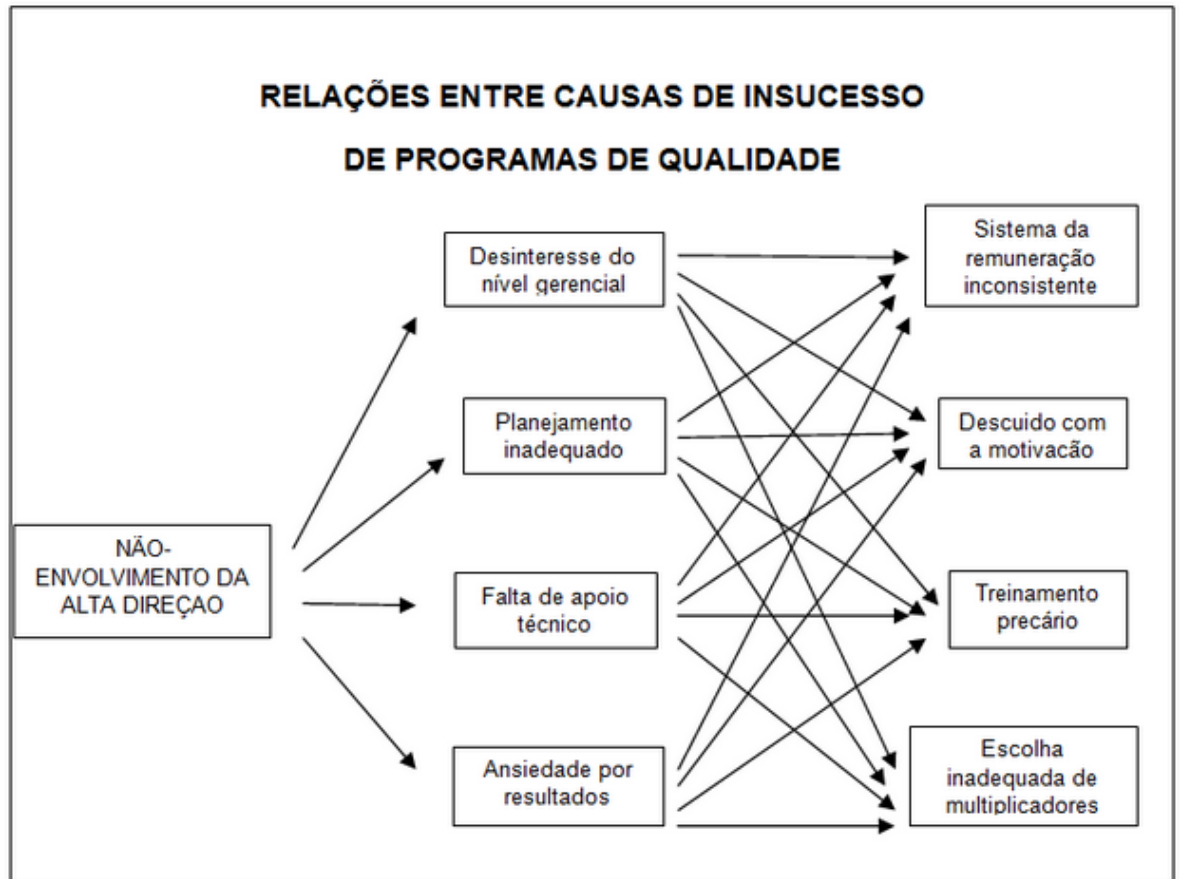 RELAÇÕES ENTRE CAUSAS DE INSUCESSO
DE PROGRAMAS DE QUALIDADE
NÃO-
ENVOLVIMENTO DA
ALTA DIREÇAO
Desinteresse do
nível gerencial
Planejamento
inadequado
Falta de apoio
técnico
Ansiedade por
resultados
Sistema da
remuneração
inconsistente
Descuido com
a motivacão
Treinamento
precário
Escolha
inadequada de
multiplicadores